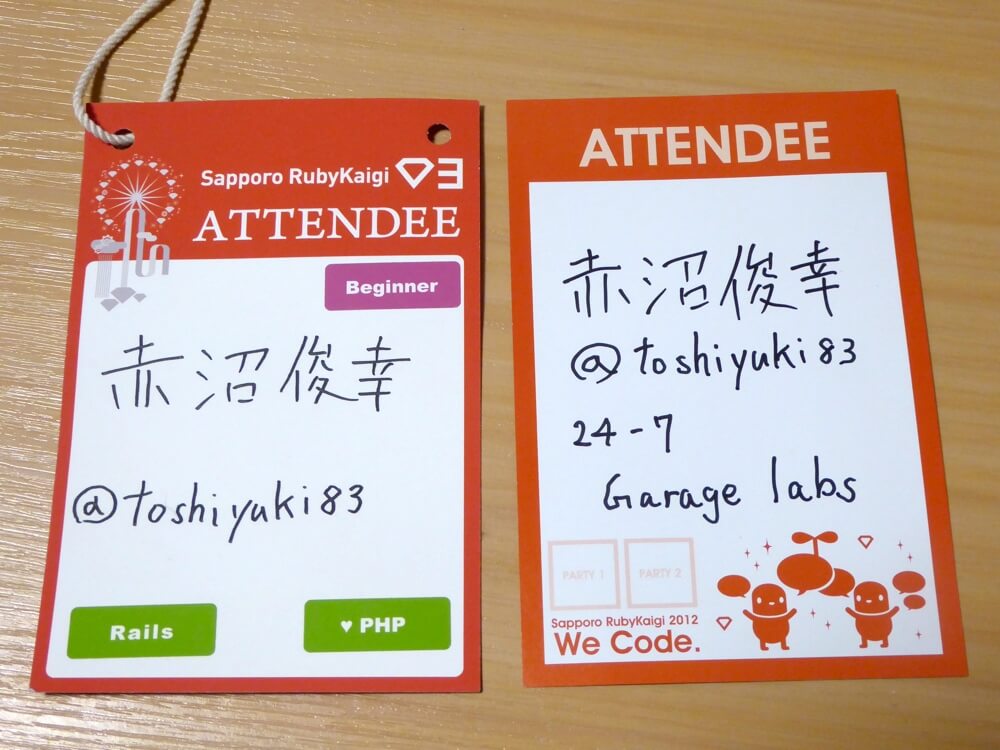 Sapporo RubyKaigi 03
ATTENDEE
Beginner
赤沼俊幸
@toshiyuki83
Rails
♥ PHP
ATTENDEE
赤沼俊幸
@toshiyuki83
24-7
Garage labs
PARTY 1
PARTY 2
Sapporo RubyKaigi 2012
We Code.